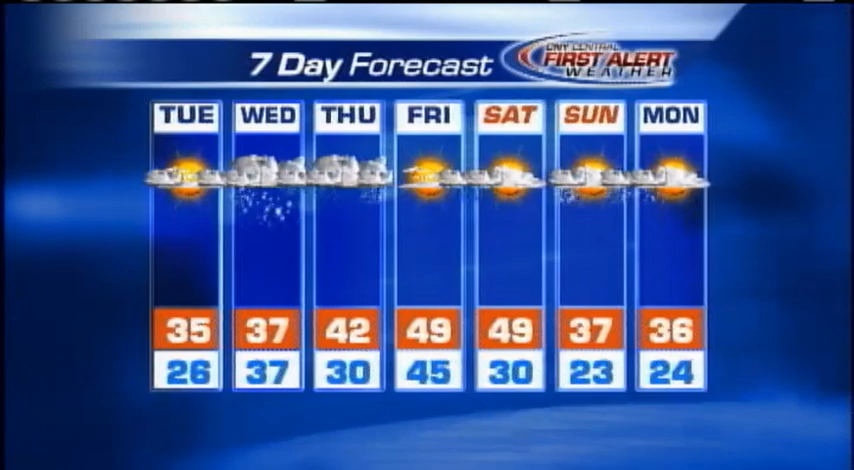 7 Day Forecast
CNY CENTRAL
FIRST ALERT
WEATHER
TUE WED THU FRI SAT SUN MON
35 37 42 49 49 37 36
26 37 30 45 30 23 24